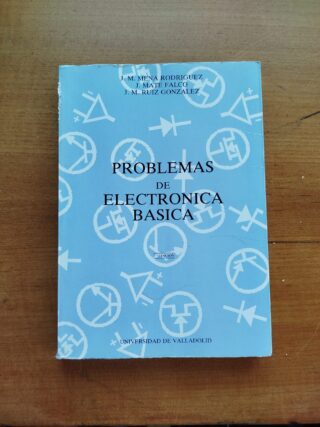 J. M. MENA RODRIGUEZ
J. MATE FALCO
J. M. RUIZ GONZALEZ
PROBLEMAS
DE
ELECTRONICA
BASICA
UNIVERSIDAD DE VALLADOLID